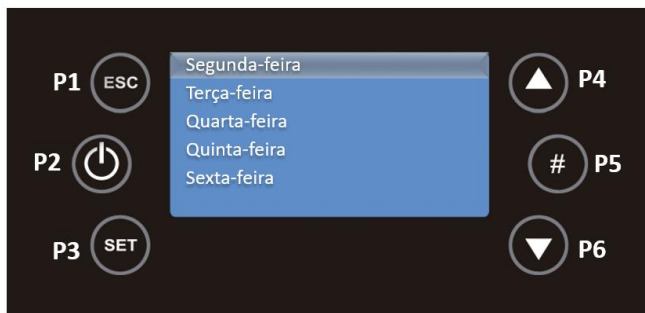 P1 ESC
P2
P3 SET
Segunda-feira
Terça-feira
Quarta-feira
Quinta-feira
Sexta-feira
P4
# P5
P6